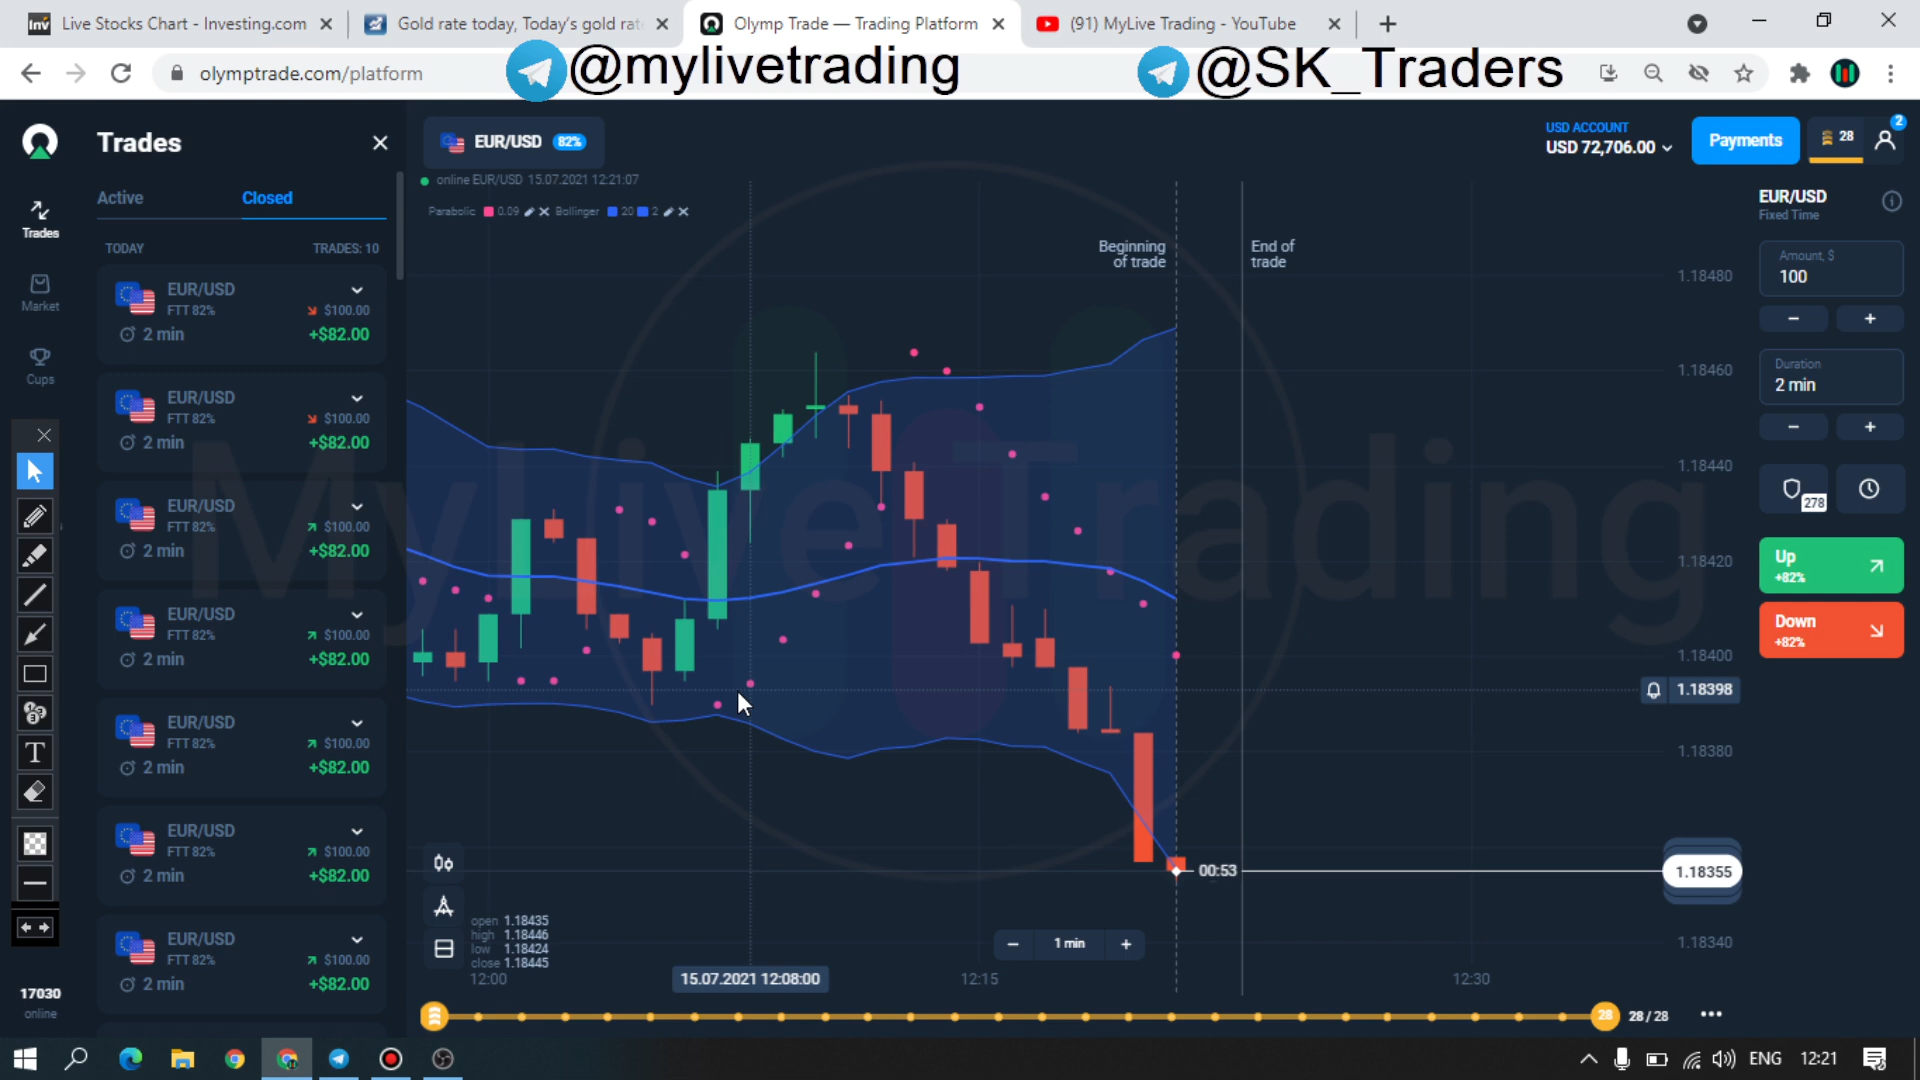 Live Stocks Chart - Investing.com
Gold rate today, Today's gold rat
Olymp Trade — Trading Platform
(91) MyLive Trading - YouTube
olymptrade.com/platform
@mylivetrading
@SK_Traders
Trades
Active
Closed
TODAY
TRADES: 10
EUR/USD
FTT 82%
$100.00
2 min
+$82.00
EUR/USD
FTT 82%
$100.00
2 min
+$82.00
EUR/USD
FTT 82%
$100.00
2 min
+$82.00
EUR/USD
FTT 82%
$100.00
2 min
+$82.00
EUR/USD
FTT 82%
$100.00
2 min
+$82.00
EUR/USD
FTT 82%
$100.00
2 min
+$82.00
EUR/USD
FTT 82%
$100.00
2 min
+$82.00
Trades
Market
Cups
T
17030
online
EUR/USD 82%
online EUR/USD 15.07.2021 12:21:07
Parabolic 0.09 Bollinger 20 2
Beginning
of trade
End of
trade
MyLive Trading
1.18480
1.18460
1.18440
1.18420
1.18400
1.18398
1.18380
1.18355
1.18340
00:53
open 1.18435
high 1.18446
low 1.18424
close 1.18445
1 min
12:00
15.07.2021 12:08:00
12:15
12:30
28
28 / 28
USD ACCOUNT
USD 72,706.00
Payments
28
2
EUR/USD
Fixed Time
Amount, $
100
Duration
2 min
278
Up
+82%
Down
+82%
ENG
12:21